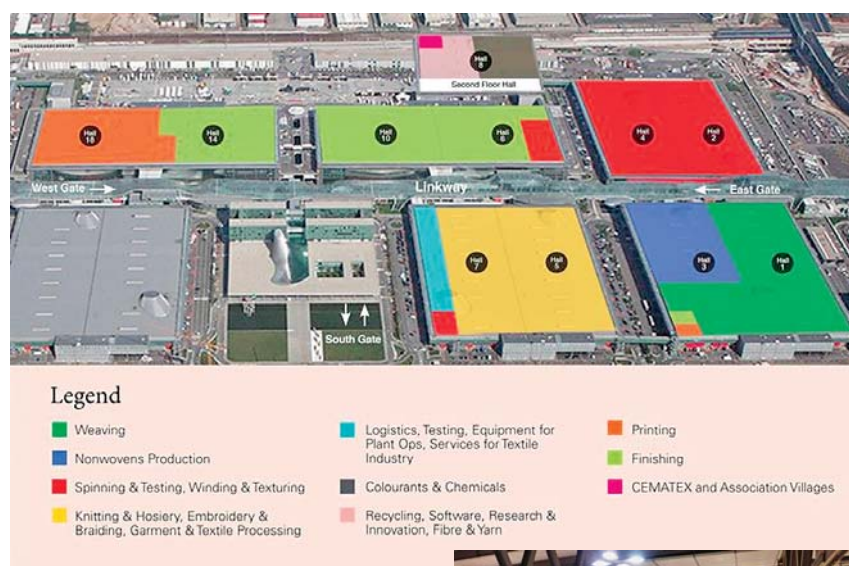 Hall
8
Second Floor Hall
Hall
16
Hall
14
Hall
10
Hall
6
Hall
4
Hall
2
West Gate
Linkway
East Gate
Hall
7
Hall
5
Hall
3
Hall
1
South Gate
Legend
Weaving
Nonwovens Production
Spinning & Testing, Winding & Texturing
Knitting & Hosiery, Embroidery &
Braiding, Garment & Textile Processing
Logistics, Testing, Equipment for
Plant Ops, Services for Textile
Industry
Colourants & Chemicals
Recycling, Software, Research &
Innovation, Fibre & Yarn
Printing
Finishing
CEMATEX and Association Villages